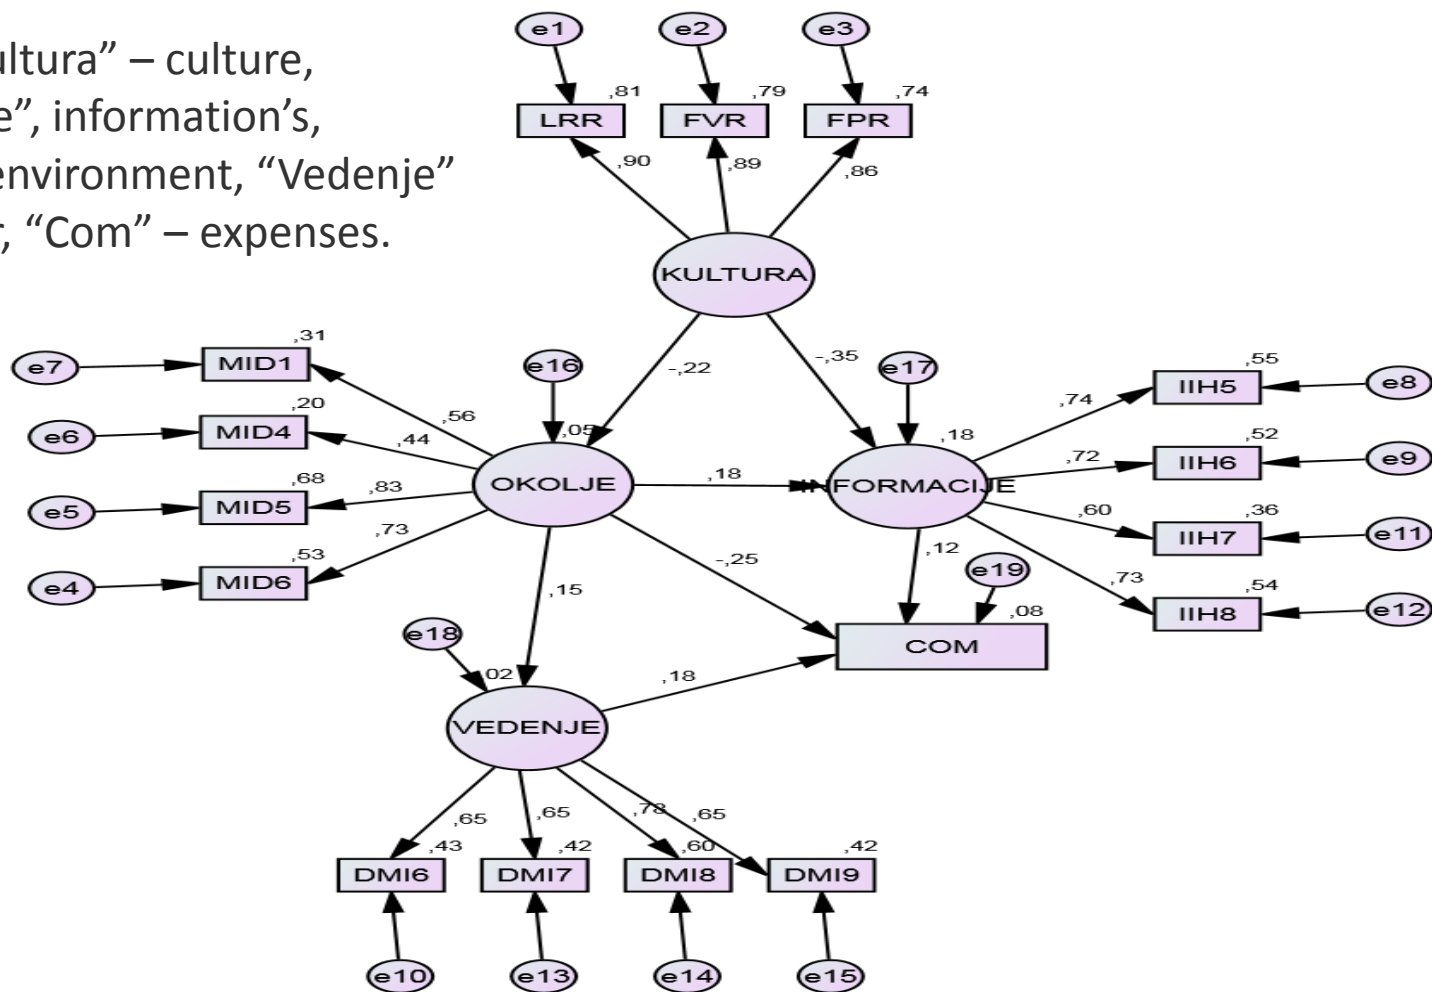 ultura” – culture,
e”, information’s,
environment, “Vedenje”
r, “Com” – expenses.
e1 e2 e3
,81 ,79 ,74
LRR FVR FPR
,90 ,89 ,86
KULTURA
-,22 -,35
e7 MID1 ,31
e6 MID4 ,20
e5 MID5 ,68
e4 MID6 ,53
,56
,44
,83
,73
e16 ,05
OKOLJE
,18
e17 ,18
INFORMACIJE
,74 IIH5 ,55 e8
,72 IIH6 ,52 e9
,60 IIH7 ,36 e11
,73 IIH8 ,54 e12
,15 -,25 ,12
e19 ,08
COM
e18 ,02
,18
VEDENJE
,65 ,65 ,78 ,65
,43 ,42 ,60 ,42
DMI6 DMI7 DMI8 DMI9
e10 e13 e14 e15